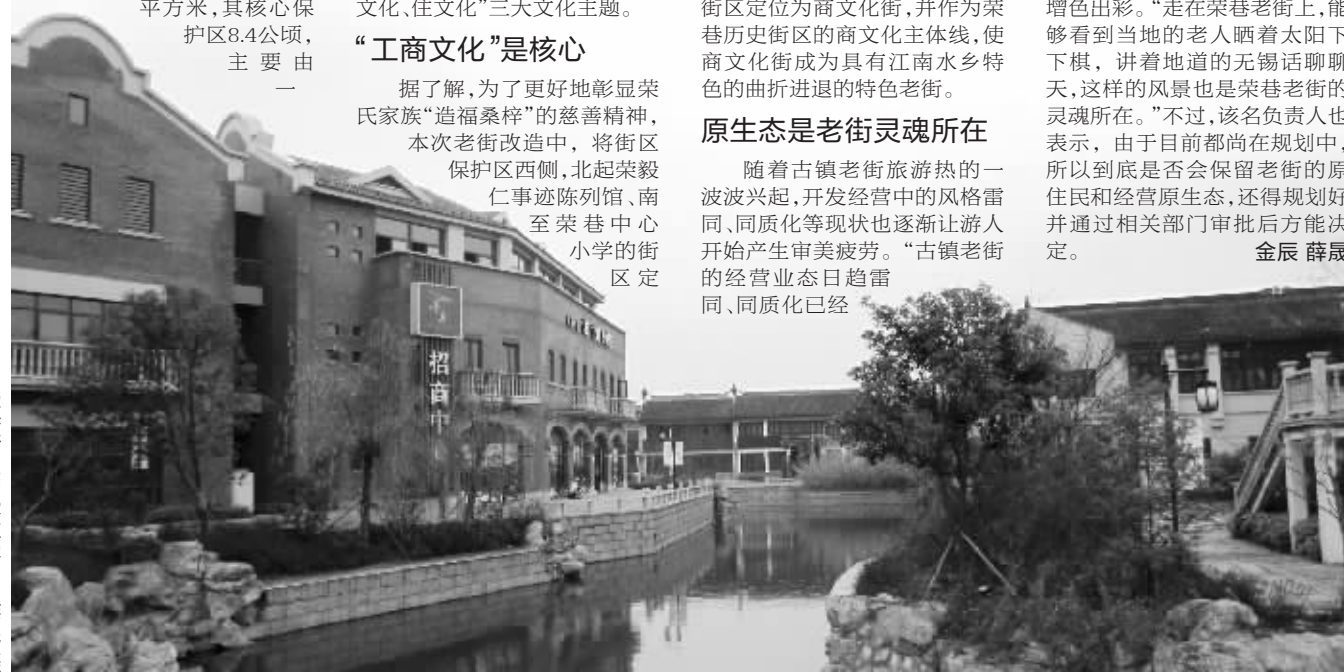 平方米,其核心保
护区8.4公顷，
主要由
一
文化、住文化”三大文化主题。
“工商文化”是核心
据了解,为了更好地彰显荣
氏家族“造福桑梓”的慈善精神，
本次老街改造中，将街区
保护区西侧,北起荣毅
仁事迹陈列馆、南
至荣巷中心
小学的街
区定
街区定位为商文化街,并作为荣
巷历史街区的商文化主体线,使
商文化街成为具有江南水乡特
色的曲折进退的特色老街。
原生态是老街灵魂所在
随着古镇老街旅游热的一
波波兴起,开发经营中的风格雷
同、同质化等现状也逐渐让游人
开始产生审美疲劳。“古镇老街
的经营业态日趋雷
同、同质化已经
增色出彩。“走在荣巷老街上,能
够看到当地的老人晒着太阳下
下棋，讲着地道的无锡话聊聊
天,这样的风景也是荣巷老街的
灵魂所在。”不过,该名负责人也
表示，由于目前都尚在规划中，
所以到底是否会保留老街的原
住民和经营原生态,还得规划好
并通过相关部门审批后方能决
定。
金辰 薛晟
招商中